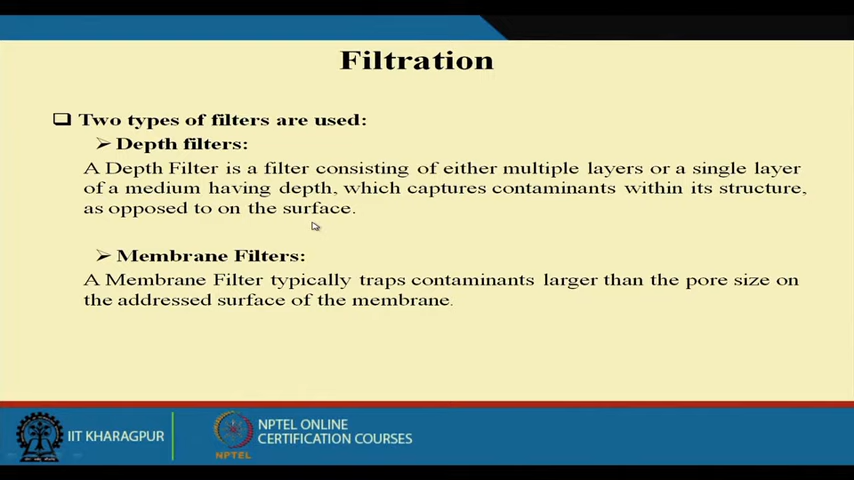 Filtration
❑ Two types of filters are used:
➢ Depth filters:
A Depth Filter is a filter consisting of either multiple layers or a single layer
of a medium having depth, which captures contaminants within its structure,
as opposed to on the surface.
➢ Membrane Filters:
A Membrane Filter typically traps contaminants larger than the pore size on
the addressed surface of the membrane.
IIT KHARAGPUR
NPTEL
NPTEL ONLINE
CERTIFICATION COURSES